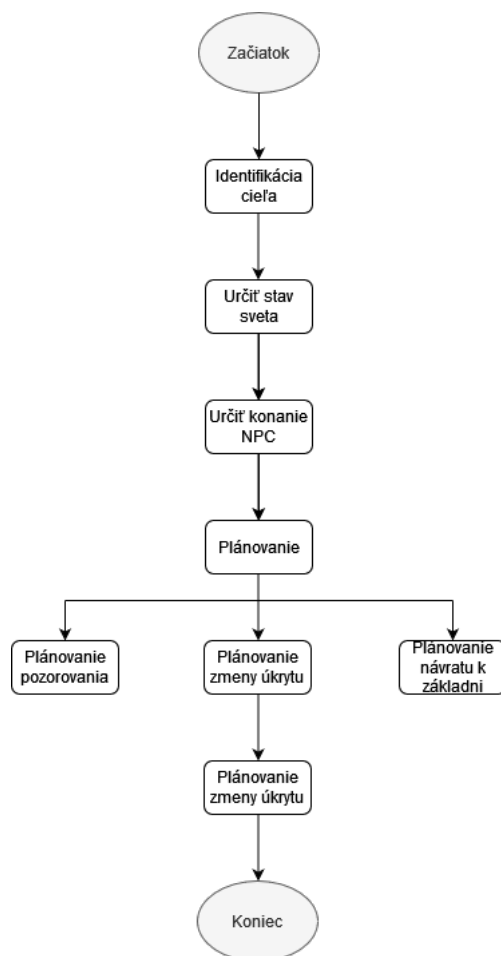 Začiatok
Identifikácia
cieľa
Určiť stav
sveta
Určiť konanie
NPC
Plánovanie
Plánovanie
pozorovania
Plánovanie
zmeny úkrytu
Plánovanie
návratu k
základni
Plánovanie
zmeny úkrytu
Koniec